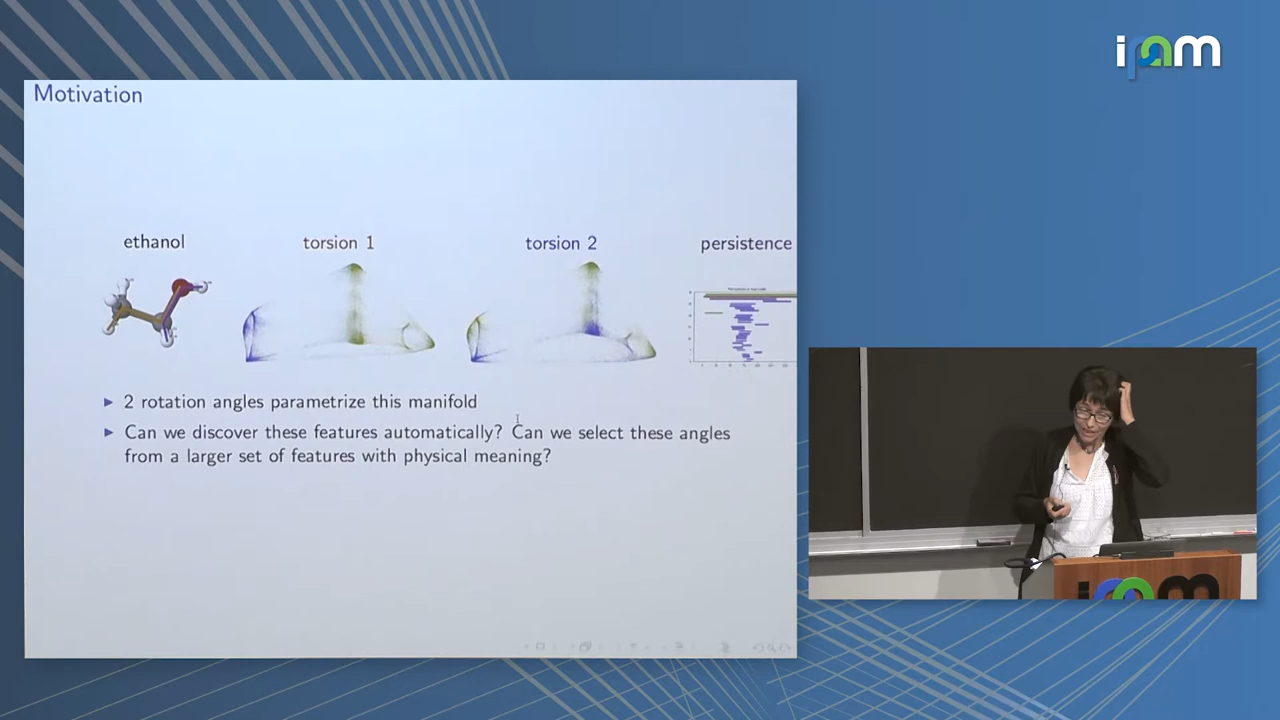 ipam
Motivation
ethanol
torsion 1
torsion 2
persistence
▶ 2 rotation angles parametrize this manifold
▶ Can we discover these features automatically? Can we select these angles
from a larger set of features with physical meaning?
ipam